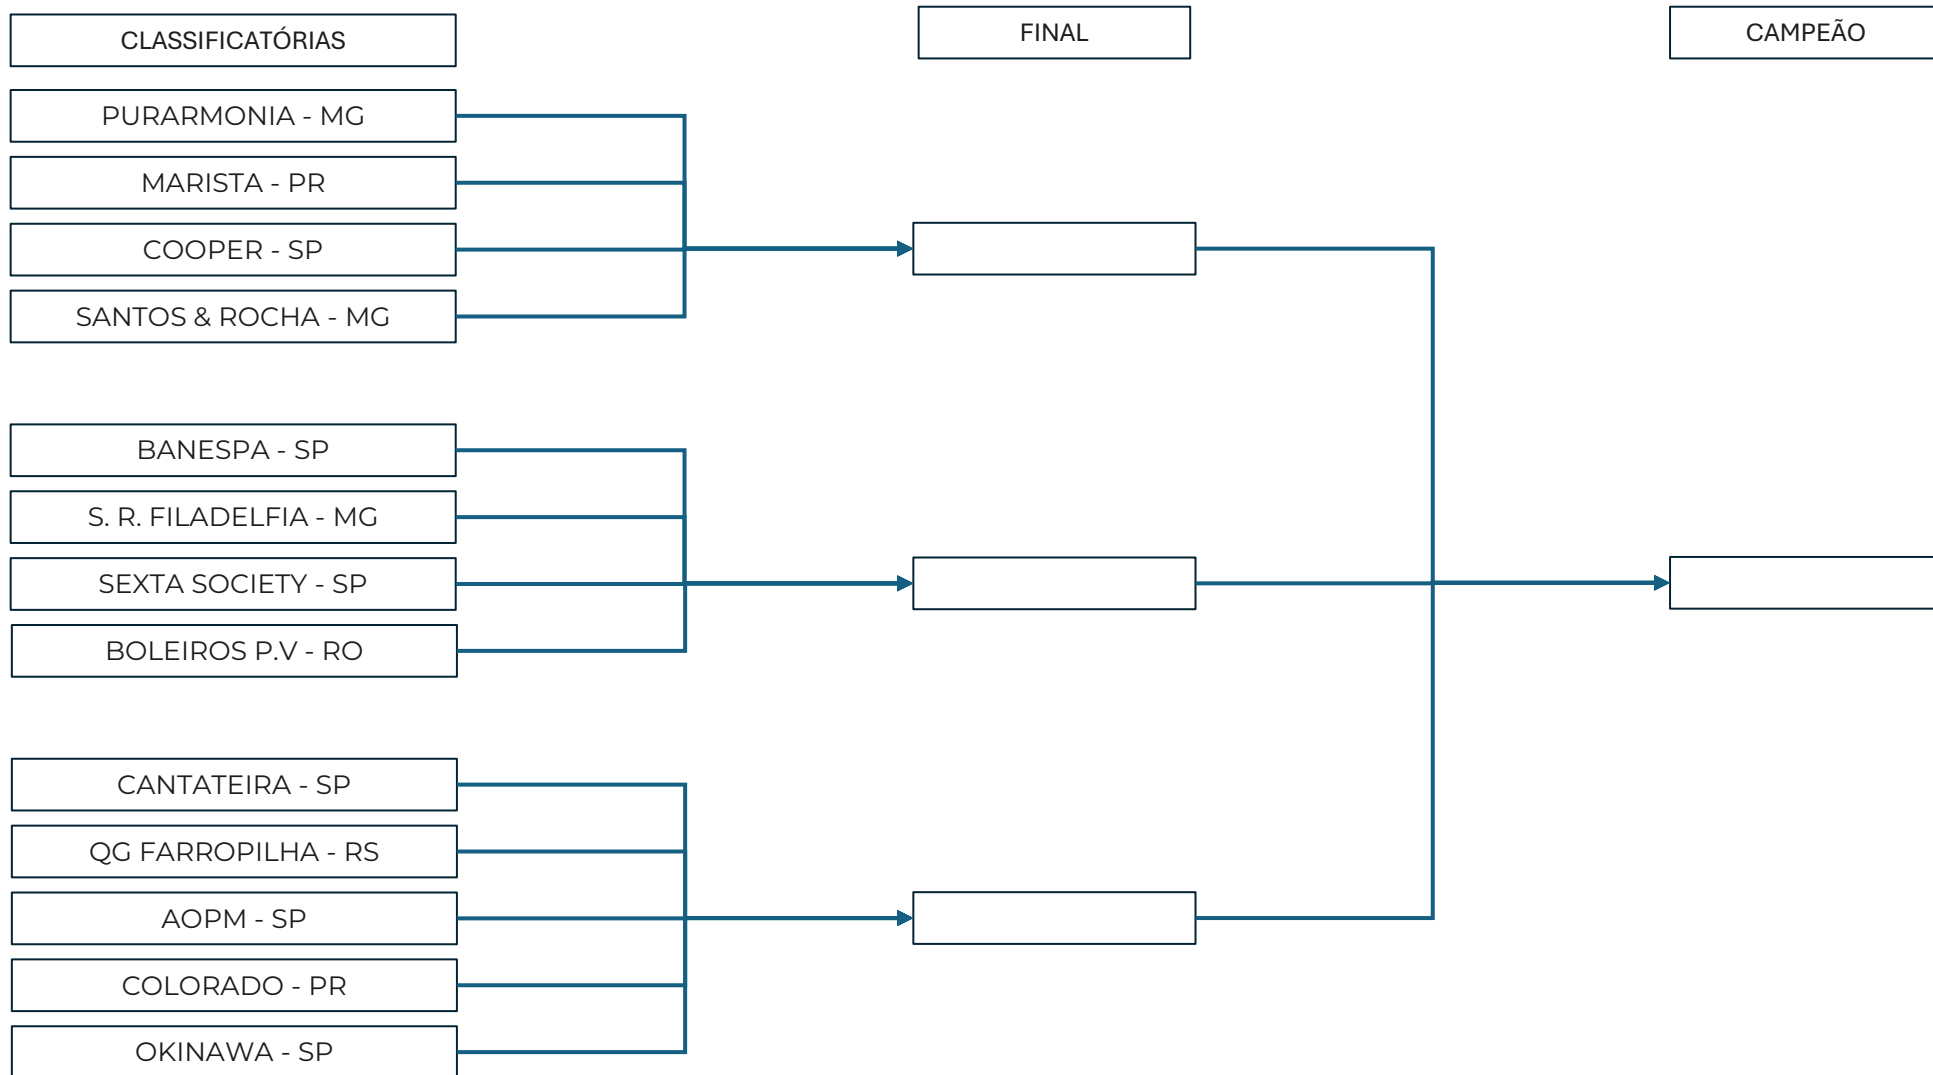 CLASSIFICATÓRIAS
FINAL
CAMPEÃO
PURARMONIA - MG
MARISTA - PR
COOPER - SP
SANTOS & ROCHA - MG
BANESPA - SP
S. R. FILADELFIA - MG
SEXTA SOCIETY - SP
BOLEIROS P.V - RO
CANTATEIRA - SP
QG FARROPILHA - RS
AOPM - SP
COLORADO - PR
OKINAWA - SP